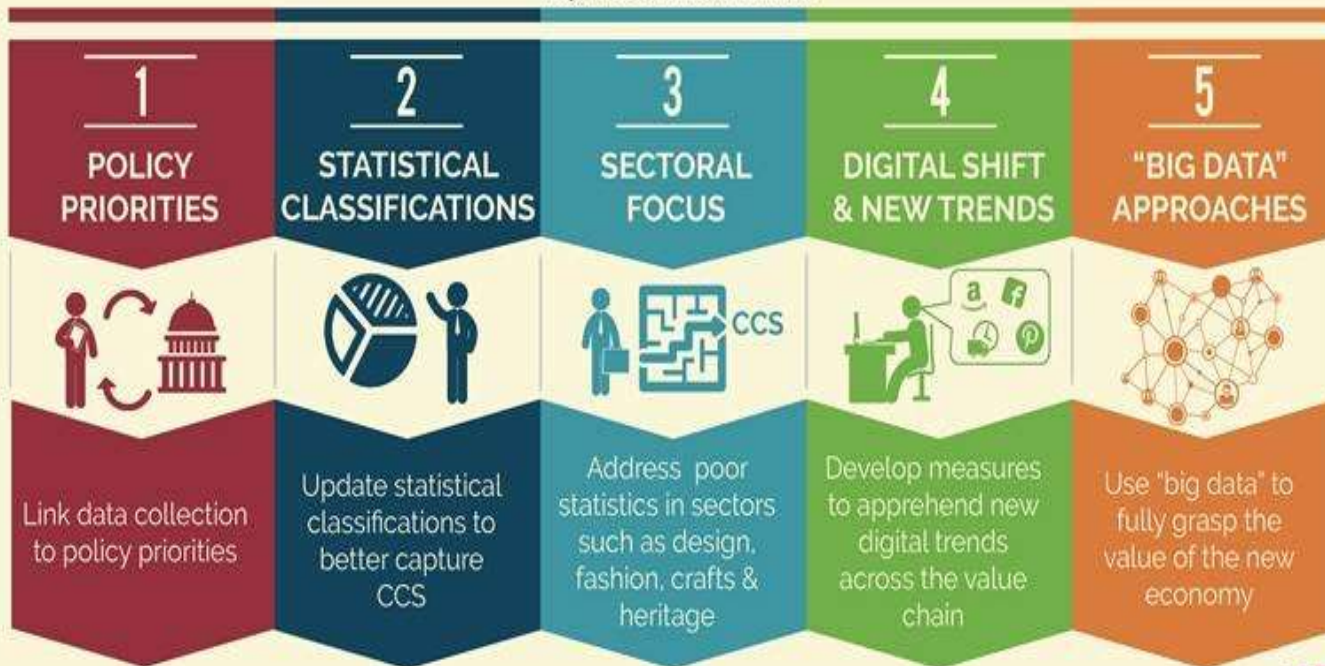 1
POLICY
PRIORITIES
Link data collection
to policy priorities
2
STATISTICAL
CLASSIFICATIONS
Update statistical
classifications to
better capture
CCS
3
SECTORAL
FOCUS
CCS
Address poor
statistics in sectors
such as design,
fashion, crafts &
heritage
4
DIGITAL SHIFT
& NEW TRENDS
a
f
Develop measures
to apprehend new
digital trends
across the value
chain
5
"BIG DATA"
APPROACHES
Use "big data" to
fully grasp the
value of the new
economy